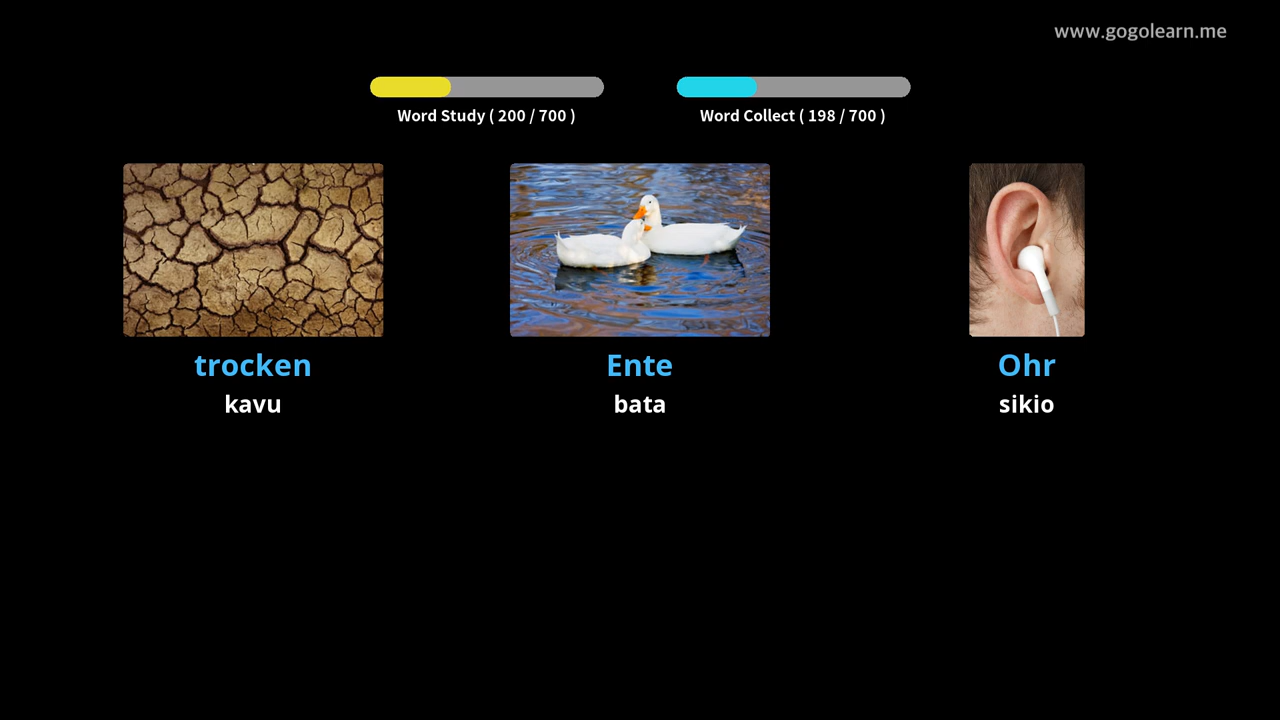 www.gogolearn.me
Word Study ( 200 / 700 )
Word Collect ( 198 / 700 )
trocken
Ente
Ohr
kavu
bata
sikio